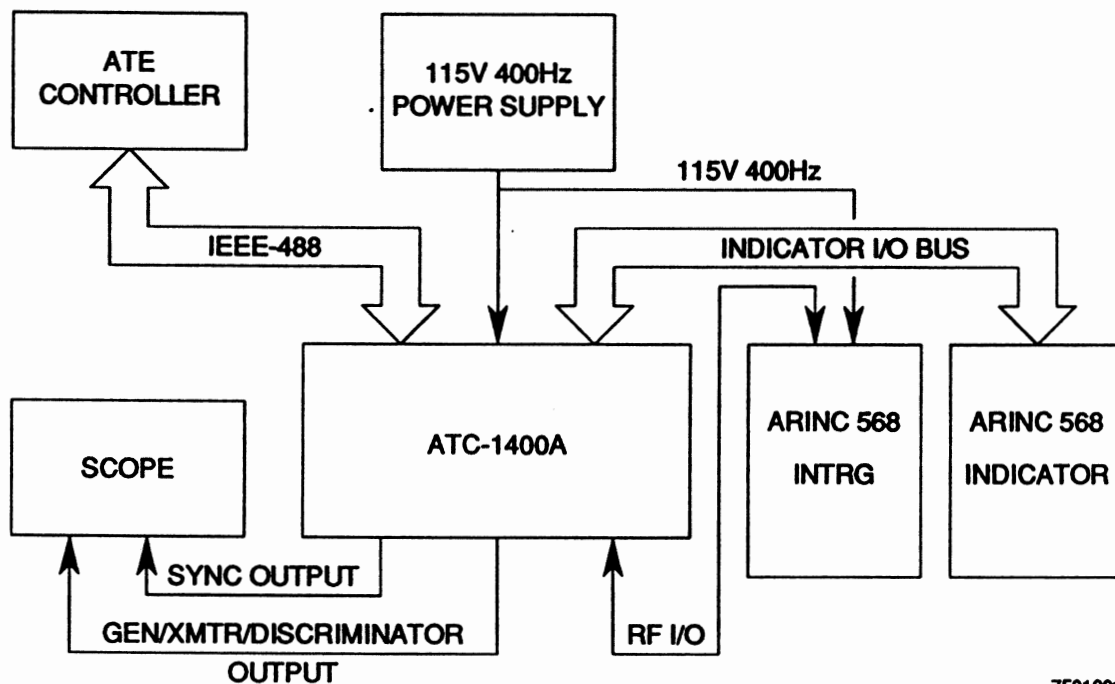 ATE
CONTROLLER
115V 400Hz
POWER SUPPLY
115V 400Hz
IEEE-488
INDICATOR I/O BUS
ATC-1400A
ARINC 568
INTRG
ARINC 568
INDICATOR
SCOPE
SYNC OUTPUT
GEN/XMTR/DISCRIMINATOR
OUTPUT
RF I/O